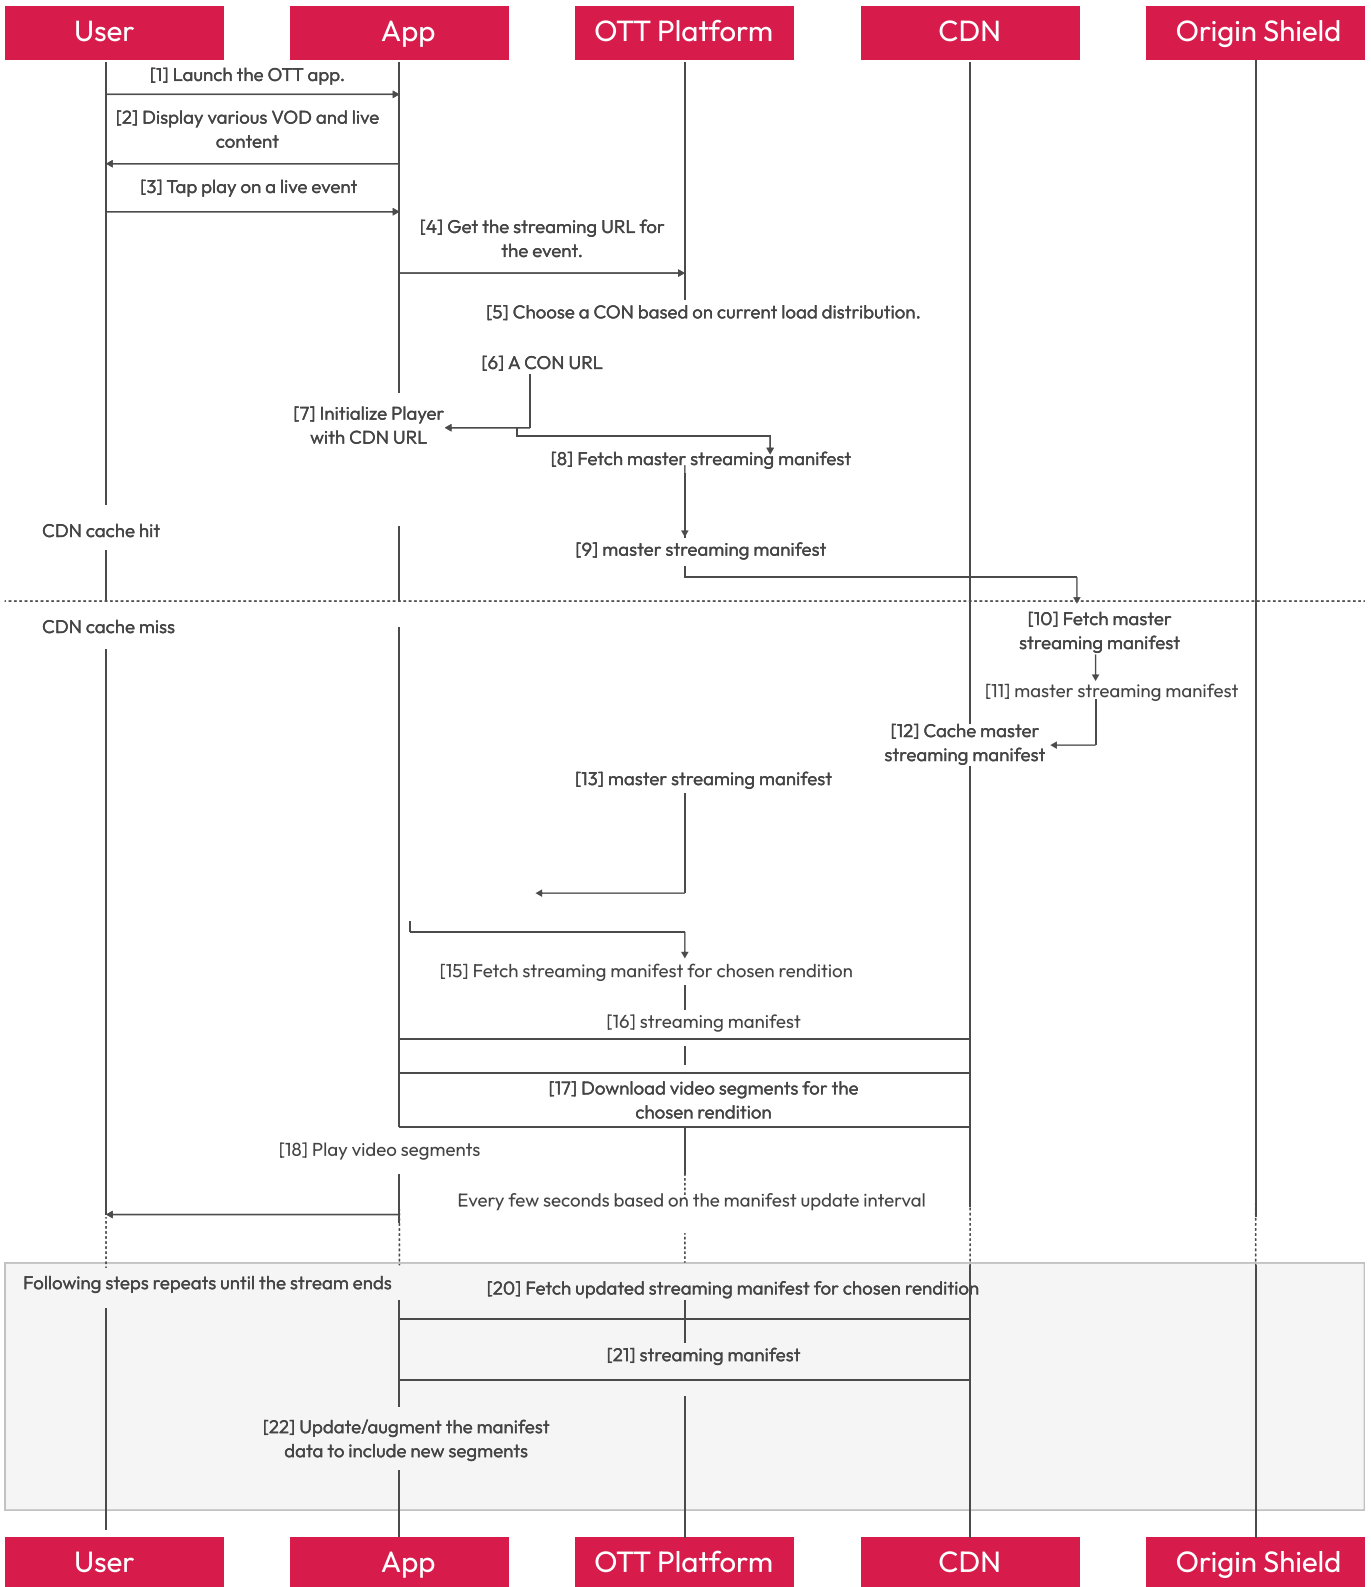 User
App
OTT Platform
CDN
Origin Shield
[1] Launch the OTT app.
[2] Display various VOD and live
content
[3] Tap play on a live event
[4] Get the streaming URL for
the event.
[5] Choose a CON based on current load distribution.
[6] A CON URL
[7] Initialize Player
with CDN URL
[8] Fetch master streaming manifest
CDN cache hit
[9] master streaming manifest
CDN cache miss
[10] Fetch master
streaming manifest
[11] master streaming manifest
[12] Cache master
streaming manifest
[13] master streaming manifest
[15] Fetch streaming manifest for chosen rendition
[16] streaming manifest
[17] Download video segments for the
chosen rendition
[18] Play video segments
Every few seconds based on the manifest update interval
Following steps repeats until the stream ends
[20] Fetch updated streaming manifest for chosen rendition
[21] streaming manifest
[22] Update/augment the manifest
data to include new segments
User
App
OTT Platform
CDN
Origin Shield